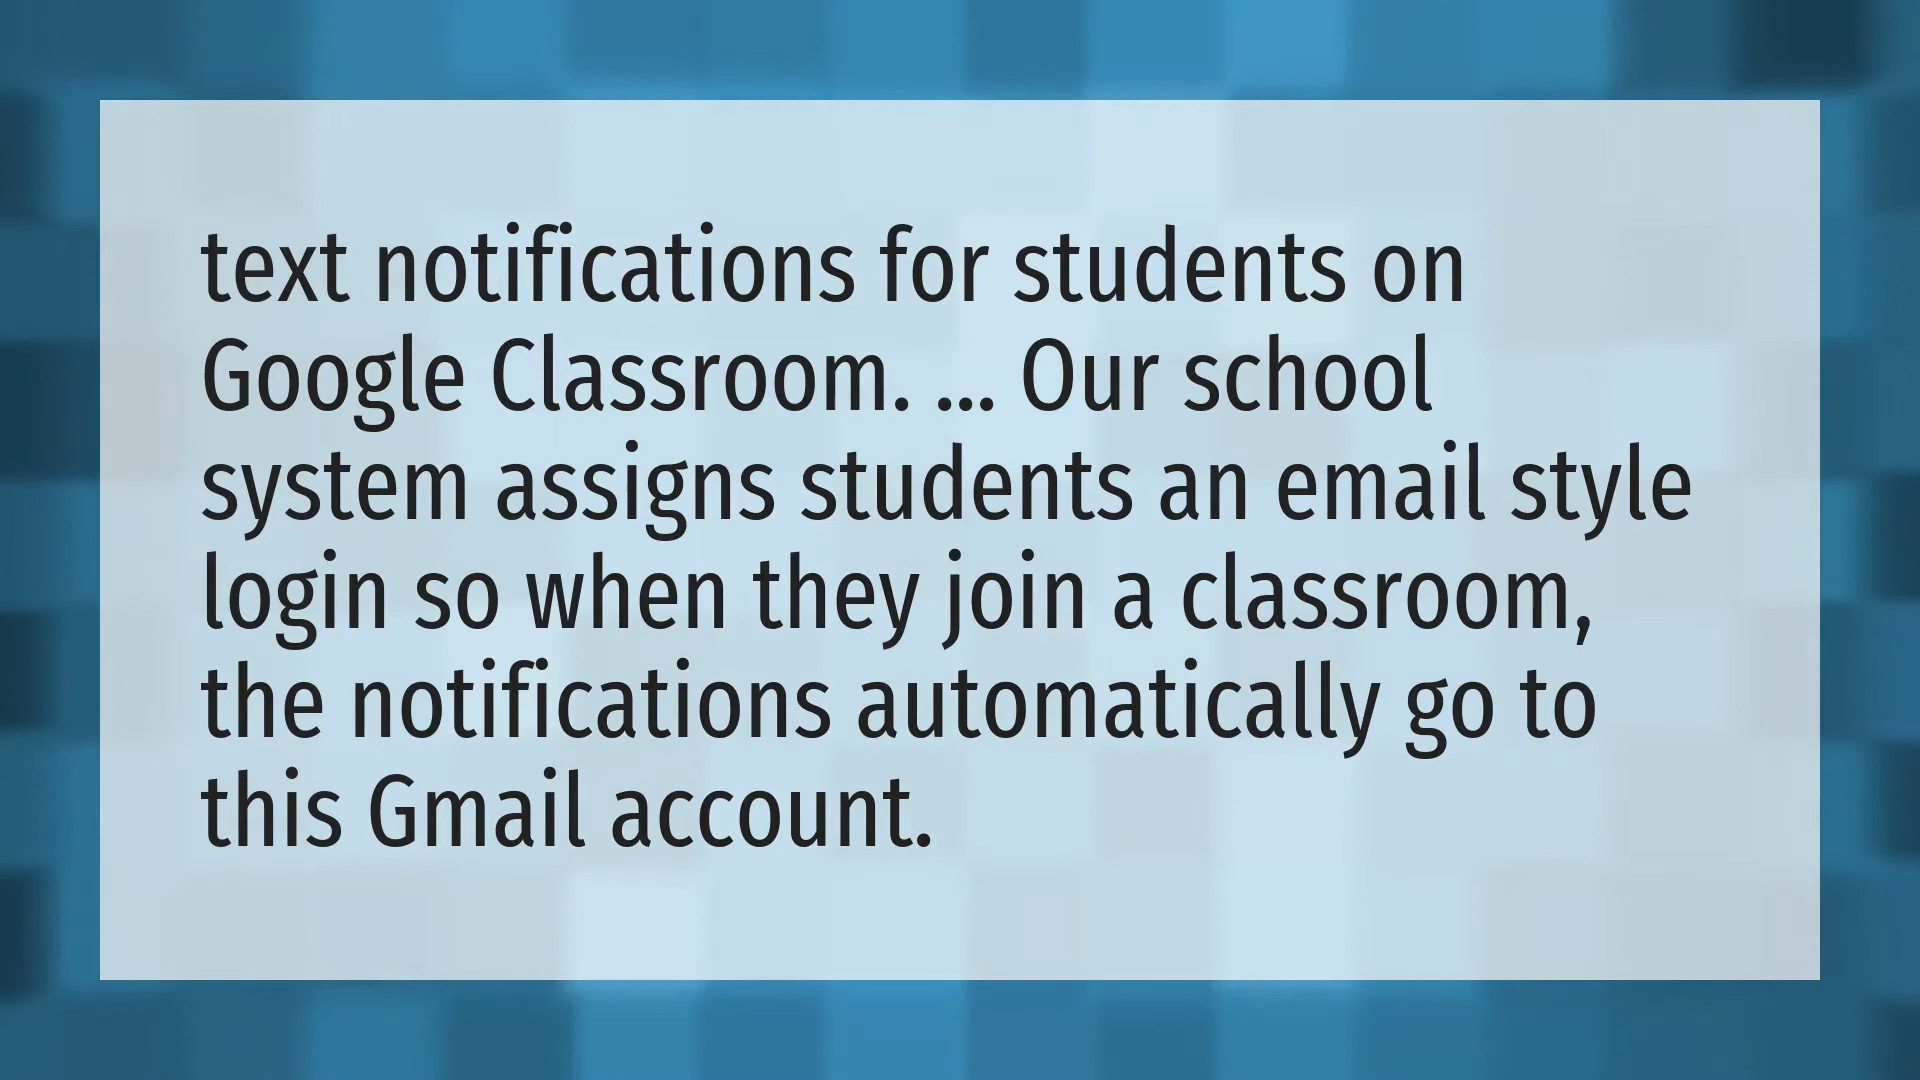 text notifications for students on
Google Classroom. ... Our school
system assigns students an email style
login so when they join a classroom,
the notifications automatically go to
this Gmail account.